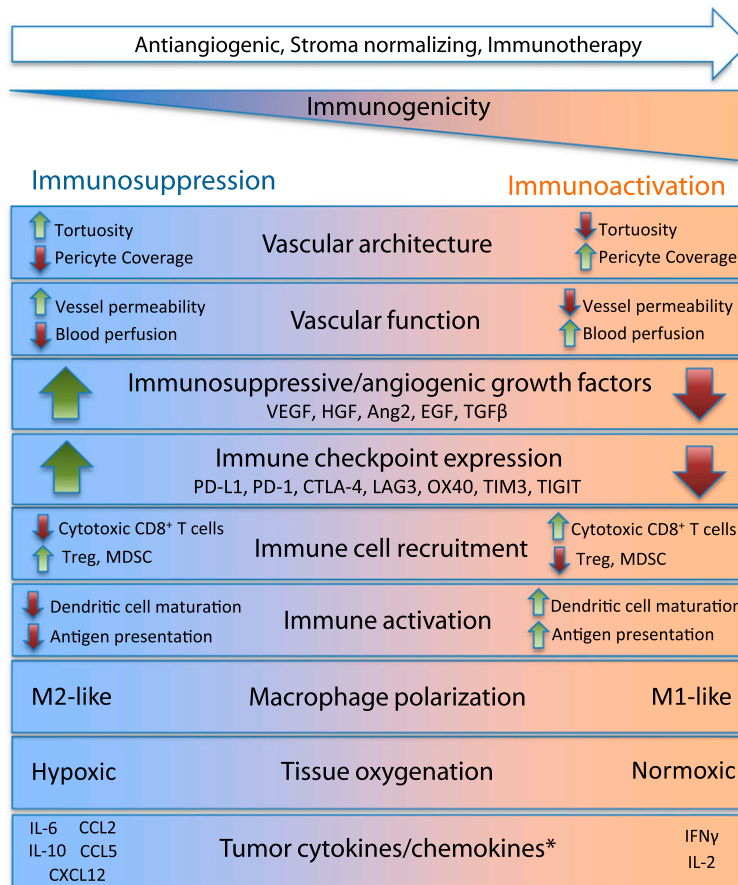 Antiangiogenic, Stroma normalizing, Immunotherapy
Immunogenicity
Immunosuppression
Immunoactivation
Tortuosity
Pericyte Coverage
Vascular architecture
Tortuosity
Pericyte Coverage
Vessel permeability
Blood perfusion
Vascular function
Vessel permeability
Blood perfusion
Immunosuppressive/angiogenic growth factors
VEGF, HGF, Ang2, EGF, TGFβ
Immune checkpoint expression
PD-L1, PD-1, CTLA-4, LAG3, OX40, TIM3, TIGIT
Cytotoxic CD8⁺ T cells
Treg, MDSC
Immune cell recruitment
Cytotoxic CD8⁺ T cells
Treg, MDSC
Dendritic cell maturation
Antigen presentation
Immune activation
Dendritic cell maturation
Antigen presentation
M2-like
Macrophage polarization
M1-like
Hypoxic
Tissue oxygenation
Normoxic
IL-6 CCL2
IL-10 CCL5
CXCL12
Tumor cytokines/chemokines*
IFNγ
IL-2